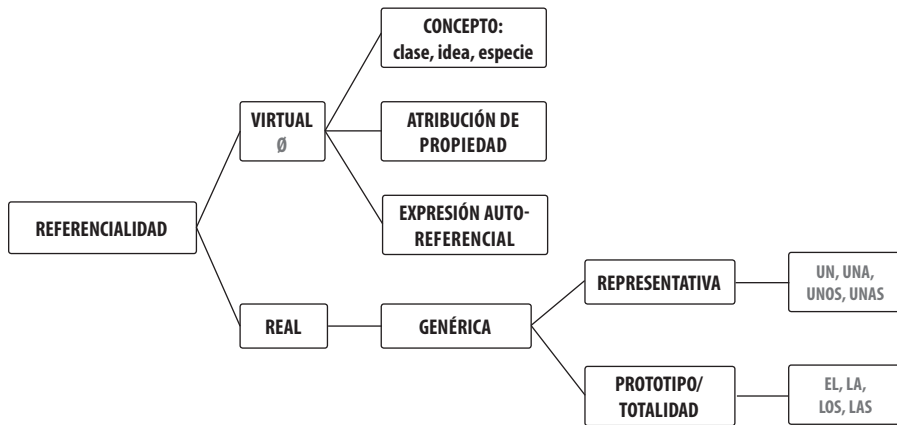 CONCEPTO:
clase, idea, especie
VIRTUAL
Ø
ATRIBUCIÓN DE
PROPIEDAD
EXPRESIÓN AUTO-
REFERENCIAL
REFERENCIALIDAD
REAL
GENÉRICA
REPRESENTATIVA
UN, UNA,
UNOS, UNAS
PROTOTIPO/
TOTALIDAD
EL, LA,
LOS, LAS